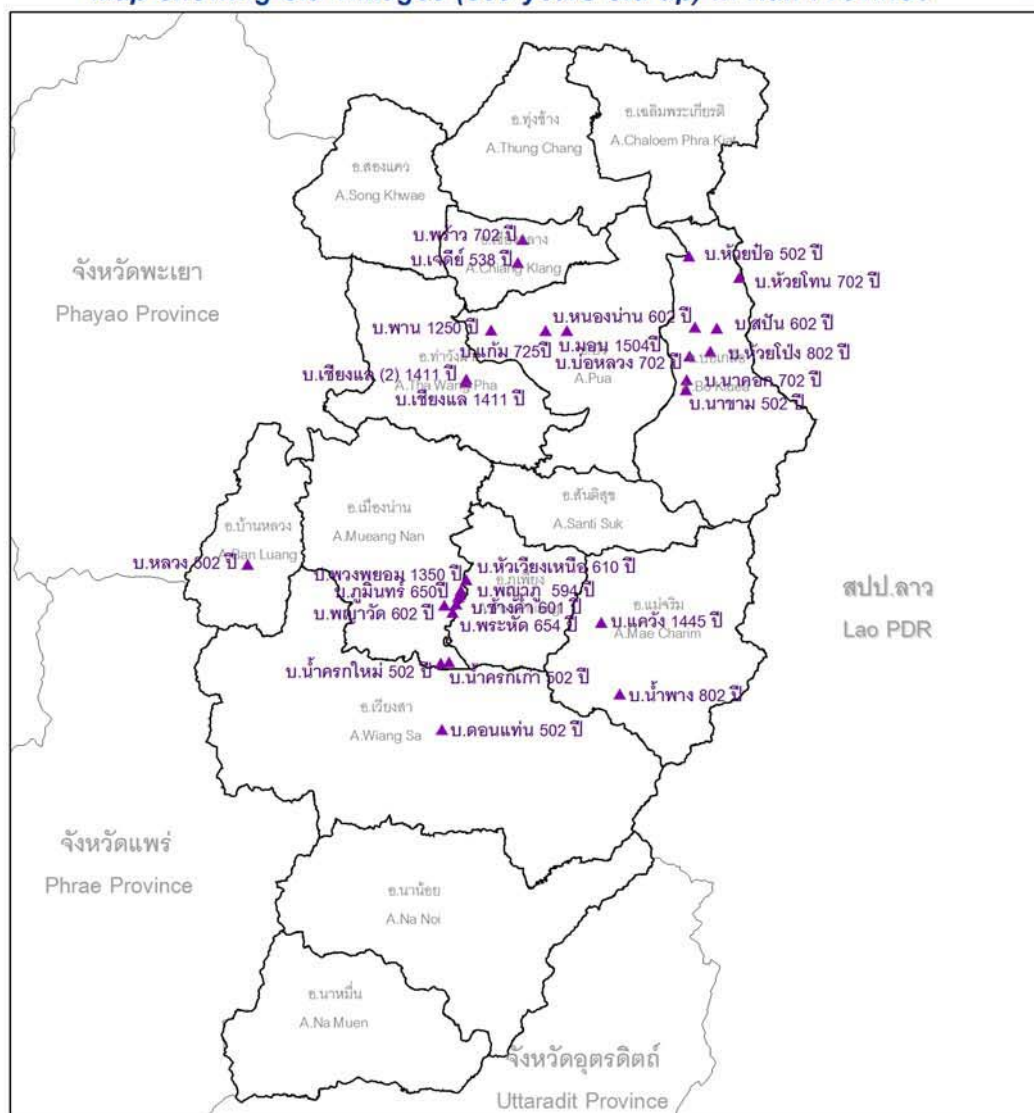 อ.ทุ่งช้าง
A.Thung Chang
อ.เฉลิมพระเกียรติ
A.Chaloem Phra Kiat
อ.สองแคว
A.Song Khwae
บ.พร้าว 702 ปี
บ.เจดีย์ 538 ปี
A.Chiang Klang
จังหวัดพะเยา
Phayao Province
บ.ห้วยป้อ 502 ปี
บ.ห้วยโทน 702 ปี
บ.พาน 1250 ปี
บ.หนองน่าน 602 ปี
บ.สปัน 602 ปี
บ.แก้ม 725ปี
บ.มอน 1504ปี
บ.บ่อหลวง 702 ปี
บ.ห้วยโป่ง 802 ปี
บ.เชียงแล (2) 1411 ปี
A.Tha Wang Pha
A.Pua
บ.นาคอก 702 ปี
บ.เชียงแล 1411 ปี
บ.นาขาม 502 ปี
อ.เมืองน่าน
A.Mueang Nan
อ.สันติสุข
A.Santi Suk
อ.บ้านหลวง
A.Ban Luang
บ.หลวง 502 ปี
บ.พวงพยอม 1350 ปี
บ.หัวเวียงเหนือ 610 ปี
อ.ภูเพียง
บ.ภูมินทร์ 650ปี
บ.พญาภู 594 ปี
บ.พญาวัด 602 ปี
บ.ช้างค้ำ 601 ปี
บ.พระหัด 654 ปี
อ.แม่จริม
บ.แคว้ง 1445 ปี
A.Mae Charim
สปป.ลาว
Lao PDR
บ.น้ำครกใหม่ 502 ปี
บ.น้ำครกเก่า 502 ปี
บ.น้ำพาง 802 ปี
อ.เวียงสา
A.Wiang Sa
บ.ดอนแท่น 502 ปี
จังหวัดแพร่
Phrae Province
อ.นาน้อย
A.Na Noi
อ.นาหมื่น
A.Na Muen
จังหวัดอุตรดิตถ์
Uttaradit Province